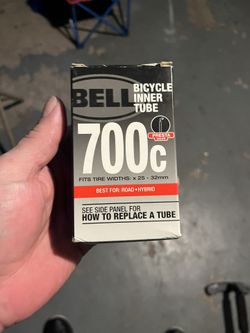 BELL
BICYCLE
INNER
TUBE
700c
PRESTA
FITS TIRE WIDTHS: x 25 - 32mm
BEST FOR: ROAD + HYBRID
SEE SIDE PANEL FOR
HOW TO REPLACE A TUBE